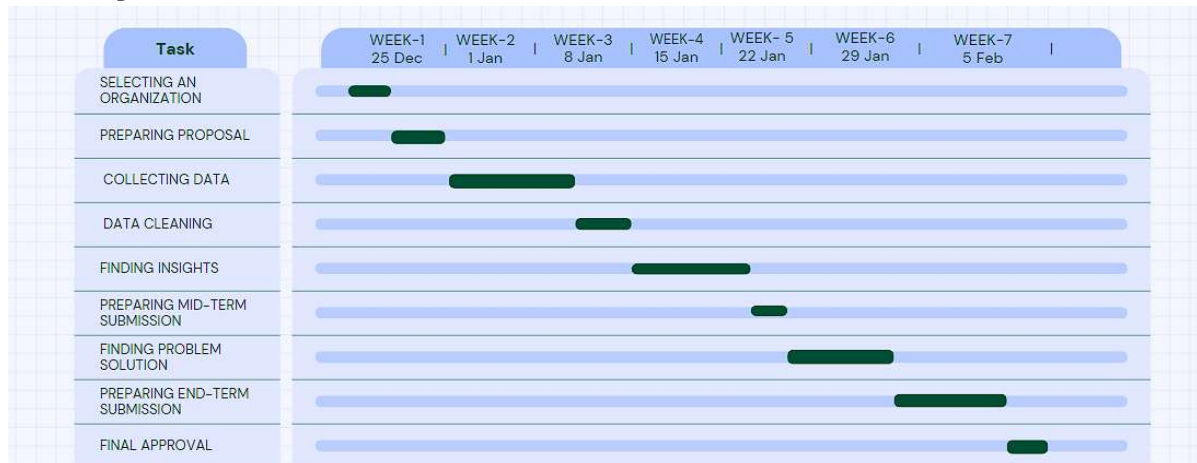 Task
WEEK-1 WEEK-2 WEEK-3 WEEK-4 WEEK- 5 WEEK-6 WEEK-7
25 Dec 1 Jan 8 Jan 15 Jan 22 Jan 29 Jan 5 Feb
SELECTING AN
ORGANIZATION
PREPARING PROPOSAL
COLLECTING DATA
DATA CLEANING
FINDING INSIGHTS
PREPARING MID-TERM
SUBMISSION
FINDING PROBLEM
SOLUTION
PREPARING END-TERM
SUBMISSION
FINAL APPROVAL